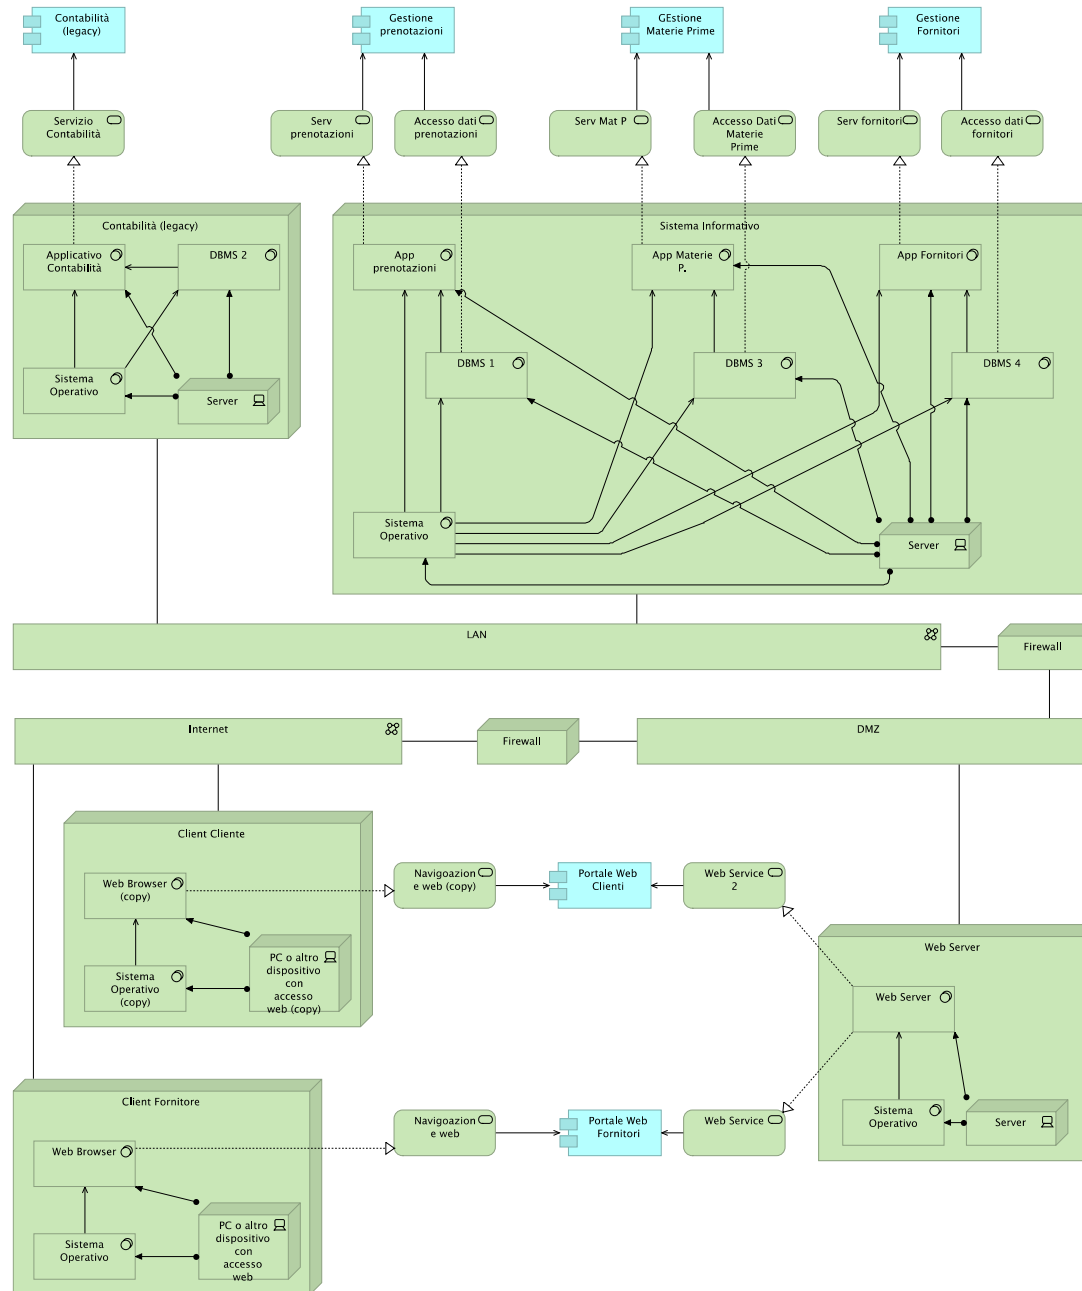 Contabilità
(legacy)
Gestione
prenotazioni
GEstione
Materie Prime
Gestione
Fornitori
Servizio
Contabilità
Serv
prenotazioni
Accesso dati
prenotazioni
Serv Mat P
Accesso Dati
Materie
Prime
Serv fornitori
Accesso dati
fornitori
Contabilità (legacy)
Applicativo
Contabilità
DBMS 2
Sistema
Operativo
Server
Sistema Informativo
App
prenotazioni
App Materie
P.
App Fornitori
DBMS 1
DBMS 3
DBMS 4
Sistema
Operativo
Server
LAN
Firewall
Internet
Firewall
DMZ
Client Cliente
Web Browser
(copy)
Sistema
Operativo
(copy)
PC o altro
dispositivo
con
accesso
web (copy)
Navigoazion
e web (copy)
Portale Web
Clienti
Web Service
2
Web Server
Web Server
Sistema
Operativo
Server
Client Fornitore
Web Browser
Sistema
Operativo
PC o altro
dispositivo
con
accesso
web
Navigoazion
e web
Portale Web
Fornitori
Web Service